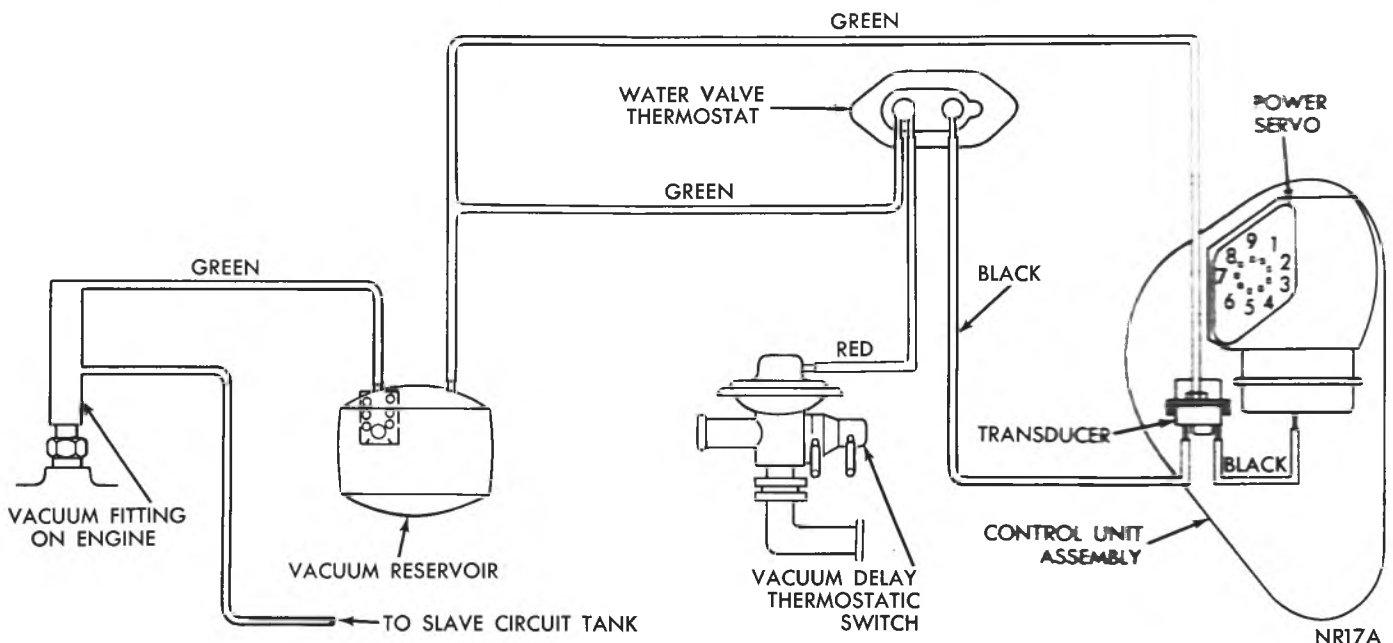 GREEN
WATER VALVE
THERMOSTAT
POWER
SERVO
GREEN
9 1
8 2
7 3
6 5 4
GREEN
BLACK
RED
TRANSDUCER
BLACK
VACUUM FITTING
ON ENGINE
VACUUM RESERVOIR
CONTROL UNIT
ASSEMBLY
VACUUM DELAY
THERMOSTATIC
SWITCH
TO SLAVE CIRCUIT TANK
NR17A